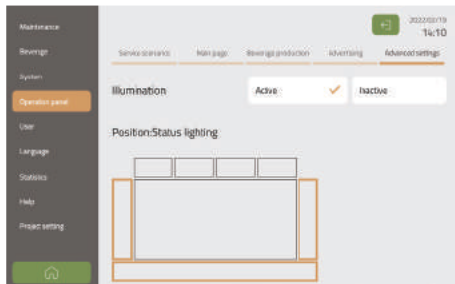 Maintenance
Beverage
System
Operation panel
User
Language
Statistics
Help
Project setting
2022/03/19
14:10
Service scenario
Main page
Beverage production
Advertising
Advanced settings
Illumination
Active
Inactive
Position:Status lighting